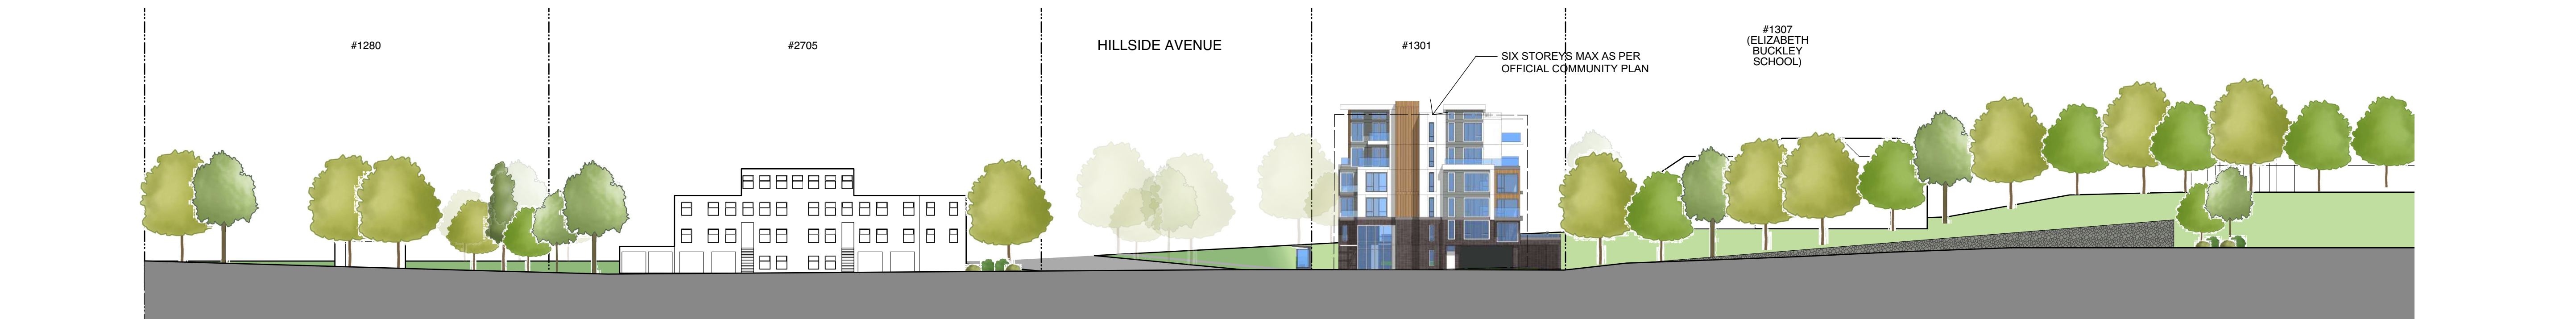 #1280
#2705
HILLSIDE AVENUE
#1301
SIX STOREYS MAX AS PER
OFFICIAL COMMUNITY PLAN
#1307
(ELIZABETH
BUCKLEY
SCHOOL)